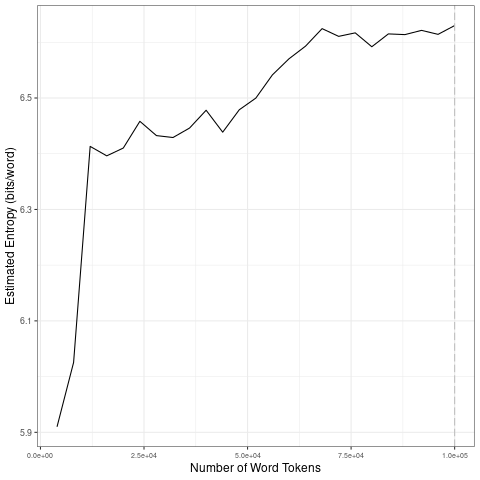 Estimated Entropy (bits/word)
6.5
6.3
6.1
5.9
0.0e+00 2.5e+04 5.0e+04 7.5e+04 1.0e+05
Number of Word Tokens